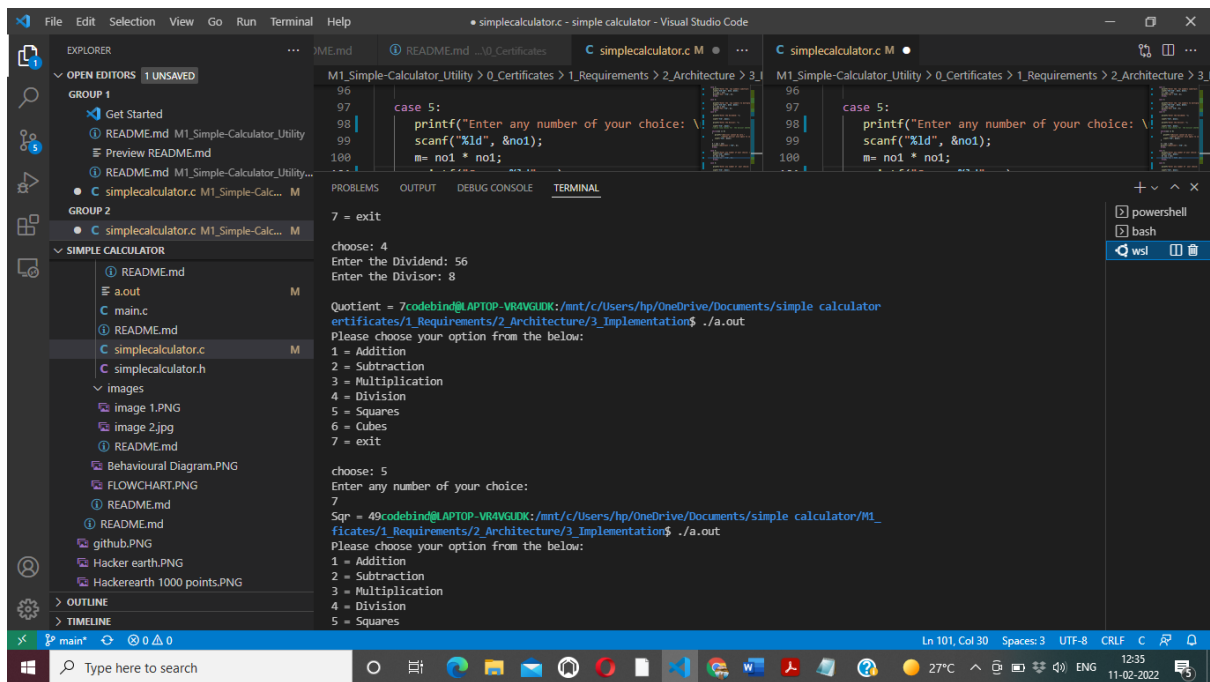 File Edit Selection View Go Run Terminal Help
● simplecalculator.c - simple calculator - Visual Studio Code
EXPLORER
OPEN EDITORS 1 UNSAVED
GROUP 1
Get Started
README.md M1_Simple-Calculator_Utility
Preview README.md
README.md M1_Simple-Calculator_Utility...
simplecalculator.c M1_Simple-Calc... M
GROUP 2
simplecalculator.c M1_Simple-Calc... M
SIMPLE CALCULATOR
README.md
a.out M
main.c
README.md
simplecalculator.c M
simplecalculator.h
images
image 1.PNG
image 2.jpg
README.md
Behavioural Diagram.PNG
FLOWCHART.PNG
README.md
README.md
github.PNG
Hacker earth.PNG
Hackerearth 1000 points.PNG
OUTLINE
TIMELINE
README.md ...\0_Certificates
simplecalculator.c M
M1_Simple-Calculator_Utility > 0_Certificates > 1_Requirements > 2_Architecture >
96
97 case 5:
98 printf("Enter any number of your choice: \
99 scanf("%ld", &no1);
100 m= no1 * no1;
simplecalculator.c M
M1_Simple-Calculator_Utility > 0_Certificates > 1_Requirements > 2_Architecture >
96
97 case 5:
98 printf("Enter any number of your choice: \
99 scanf("%ld", &no1);
100 m= no1 * no1;
PROBLEMS OUTPUT DEBUG CONSOLE TERMINAL
7 = exit
choose: 4
Enter the Dividend: 56
Enter the Divisor: 8
Quotient = 7codebind@LAPTOP-VR4VGUDK:/mnt/c/Users/hp/OneDrive/Documents/simple calculator
ertificates/1_Requirements/2_Architecture/3_Implementation$ ./a.out
Please choose your option from the below:
1 = Addition
2 = Subtraction
3 = Multiplication
4 = Division
5 = Squares
6 = Cubes
7 = exit
choose: 5
Enter any number of your choice:
7
Sqr = 49codebind@LAPTOP-VR4VGUDK:/mnt/c/Users/hp/OneDrive/Documents/simple calculator/M1_
ficates/1_Requirements/2_Architecture/3_Implementation$ ./a.out
Please choose your option from the below:
1 = Addition
2 = Subtraction
3 = Multiplication
4 = Division
5 = Squares
powershell
bash
wsl
main* 0 0
Ln 101, Col 30 Spaces: 3 UTF-8 CRLF C
Type here to search
27°C ENG
12:35
11-02-2022